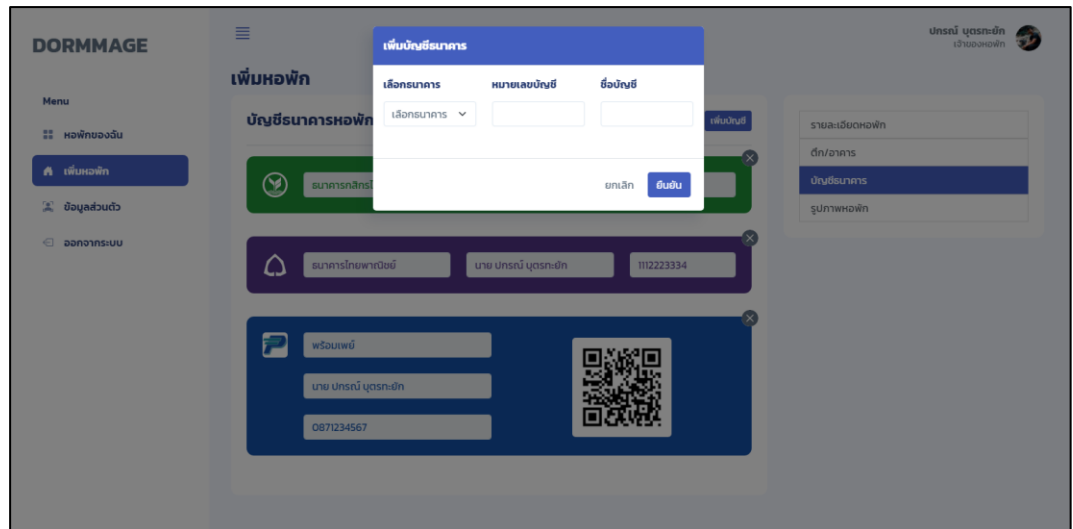 DORMMAGE
Menu
หอพักของฉัน
เพิ่มหอพัก
ข้อมูลส่วนตัว
ออกจากระบบ
ปกรณ์ บุตรทะยัก
เจ้าของหอพัก
เพิ่มหอพัก
บัญชีธนาคารหอพัก
เพิ่มบัญชี
เพิ่มบัญชีธนาคาร
เลือกธนาคาร หมายเลขบัญชี ชื่อบัญชี
เลือกธนาคาร
ยกเลิก ยืนยัน
ธนาคารกสิกรไ
ธนาคารไทยพาณิชย์ นาย ปกรณ์ บุตรทะยัก 1112223334
พร้อมเพย์
นาย ปกรณ์ บุตรทะยัก
0871234567
รายละเอียดหอพัก
ตึก/อาคาร
บัญชีธนาคาร
รูปภาพหอพัก